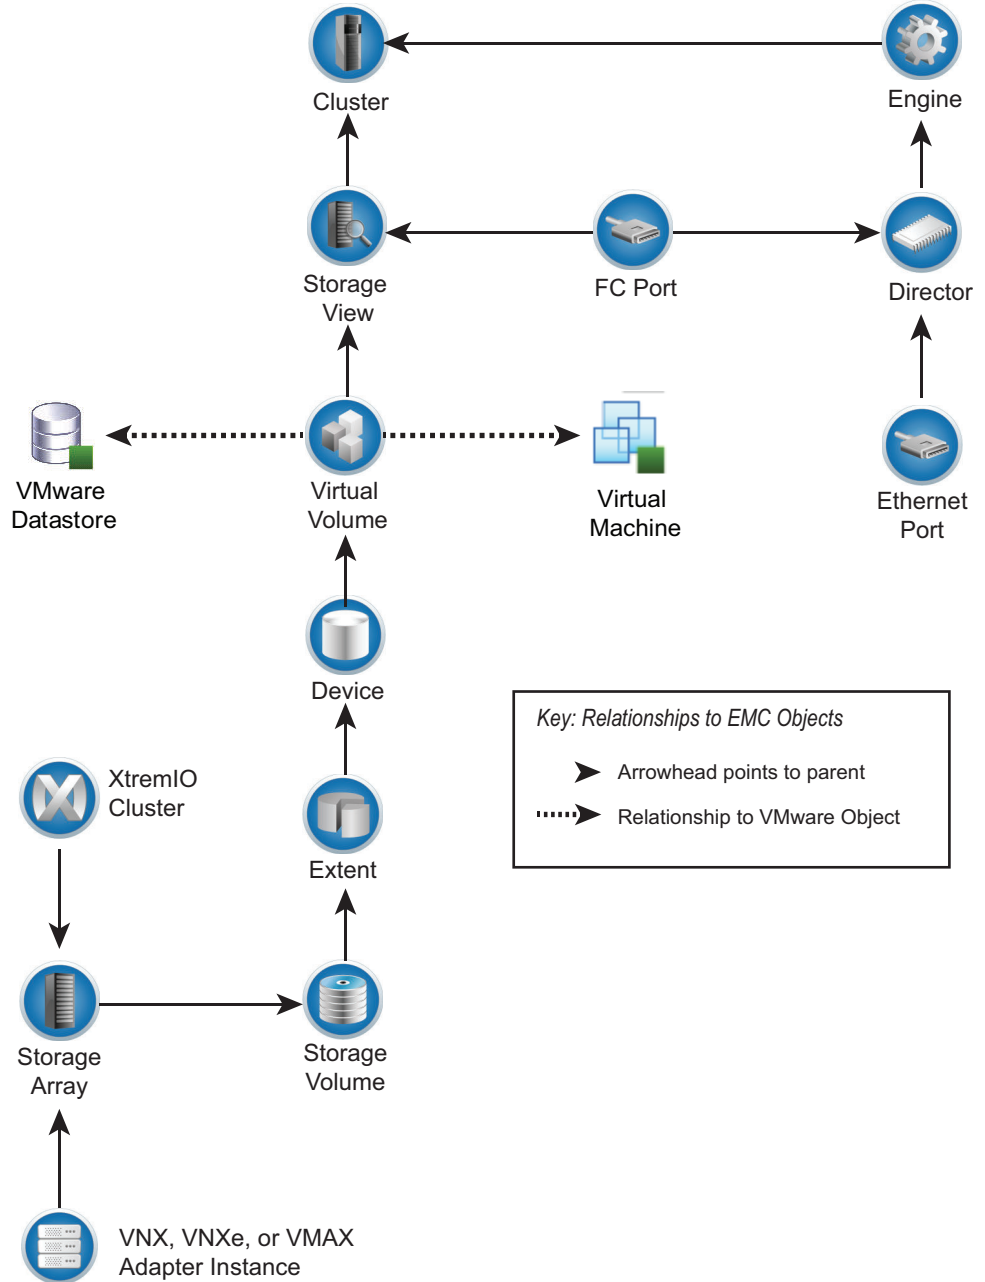 Cluster
Engine
Storage
View
FC Port
Director
VMware
Datastore
Virtual
Volume
Virtual
Machine
Ethernet
Port
Device
Key: Relationships to EMC Objects
Arrowhead points to parent
Relationship to VMware Object
XtremIO
Cluster
Extent
Storage
Array
Storage
Volume
VNX, VNXe, or VMAX
Adapter Instance